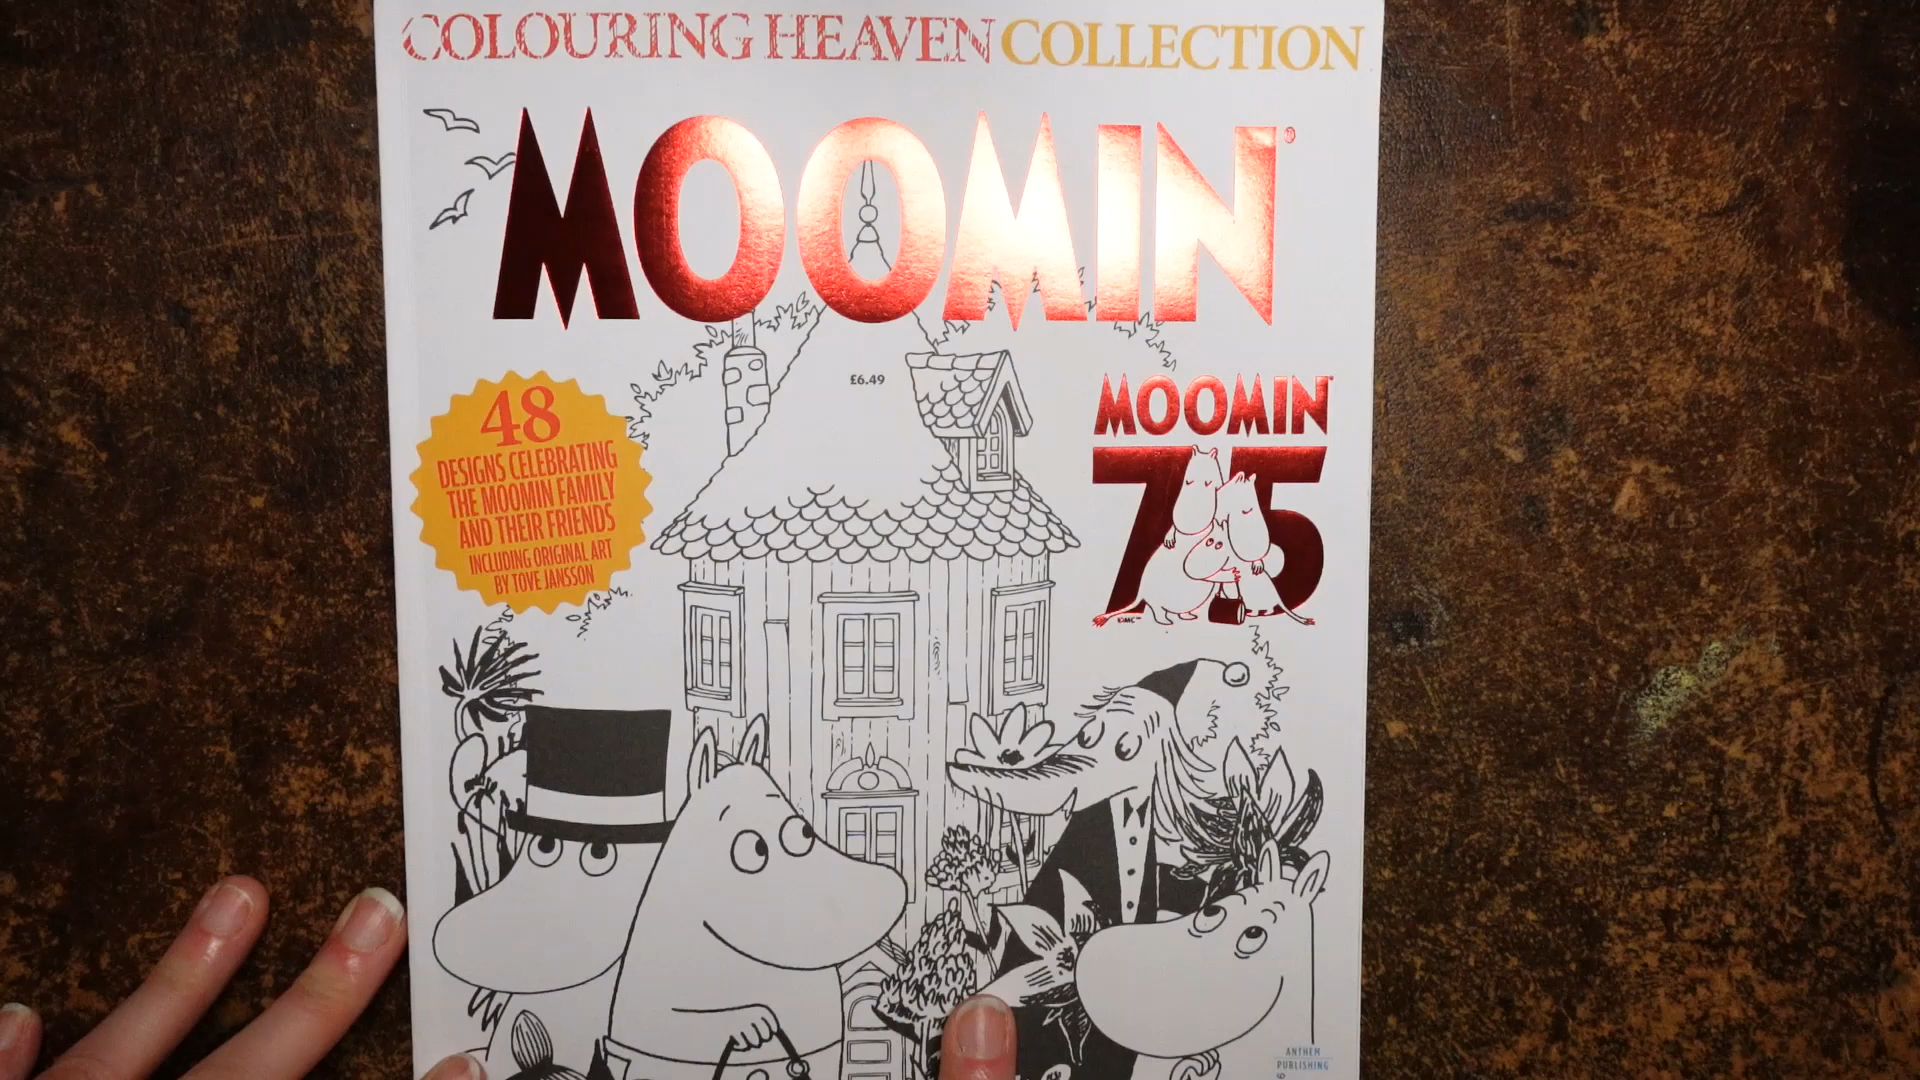 COLOURING HEAVEN COLLECTION
MOOMIN®
£6.49
48
DESIGNS CELEBRATING
THE MOOMIN FAMILY
AND THEIR FRIENDS
INCLUDING ORIGINAL ART
BY TOVE JANSSON
MOOMIN
75
ANTHEM
PUBLISHING